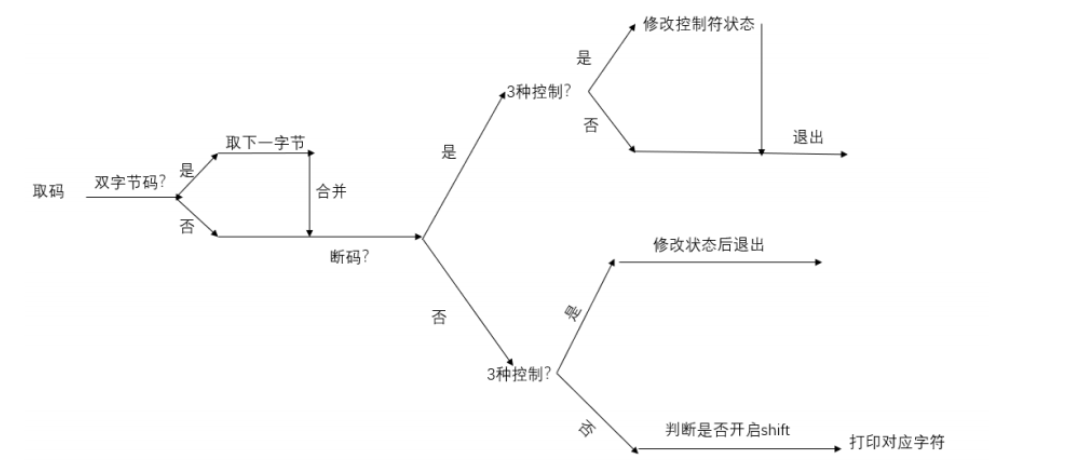 取码
双字节码?
是
取下一字节
否
合并
断码?
是
3种控制?
是
修改控制符状态
否
退出
否
3种控制?
是
修改状态后退出
否
判断是否开启shift
打印对应字符